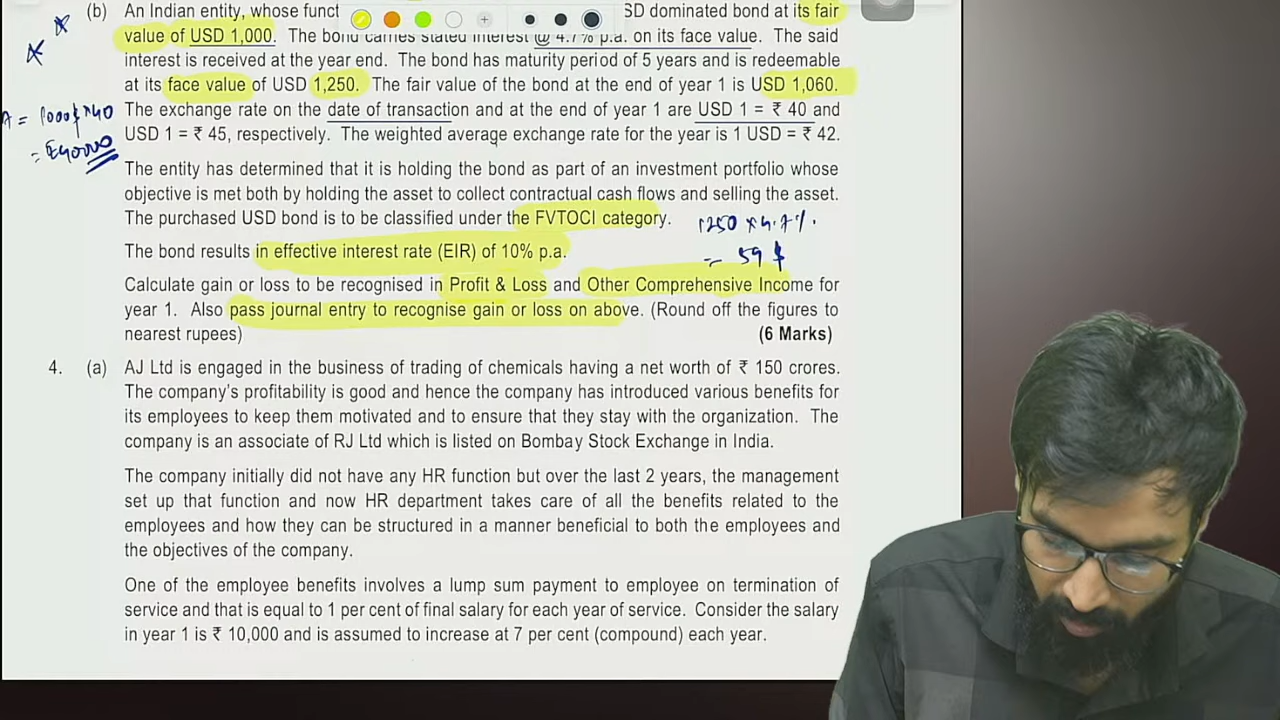 (b) An Indian entity, whose funct SD dominated bond at its fair
value of USD 1,000. The bond carries stated interest @ 4.7% p.a. on its face value. The said
interest is received at the year end. The bond has maturity period of 5 years and is redeemable
at its face value of USD 1,250. The fair value of the bond at the end of year 1 is USD 1,060.
The exchange rate on the date of transaction and at the end of year 1 are USD 1 = ₹ 40 and
USD 1 = ₹ 45, respectively. The weighted average exchange rate for the year is 1 USD = ₹ 42.
= 1000$ × 40
= ₹40000
The entity has determined that it is holding the bond as part of an investment portfolio whose
objective is met both by holding the asset to collect contractual cash flows and selling the asset.
The purchased USD bond is to be classified under the FVTOCI category.
1250 × 4.7%.
= 59 $
The bond results in effective interest rate (EIR) of 10% p.a.
Calculate gain or loss to be recognised in Profit & Loss and Other Comprehensive Income for
year 1. Also pass journal entry to recognise gain or loss on above. (Round off the figures to
nearest rupees) (6 Marks)
4. (a) AJ Ltd is engaged in the business of trading of chemicals having a net worth of ₹ 150 crores.
The company's profitability is good and hence the company has introduced various benefits for
its employees to keep them motivated and to ensure that they stay with the organization. The
company is an associate of RJ Ltd which is listed on Bombay Stock Exchange in India.
The company initially did not have any HR function but over the last 2 years, the management
set up that function and now HR department takes care of all the benefits related to the
employees and how they can be structured in a manner beneficial to both the employees and
the objectives of the company.
One of the employee benefits involves a lump sum payment to employee on termination of
service and that is equal to 1 per cent of final salary for each year of service. Consider the salary
in year 1 is ₹ 10,000 and is assumed to increase at 7 per cent (compound) each year.